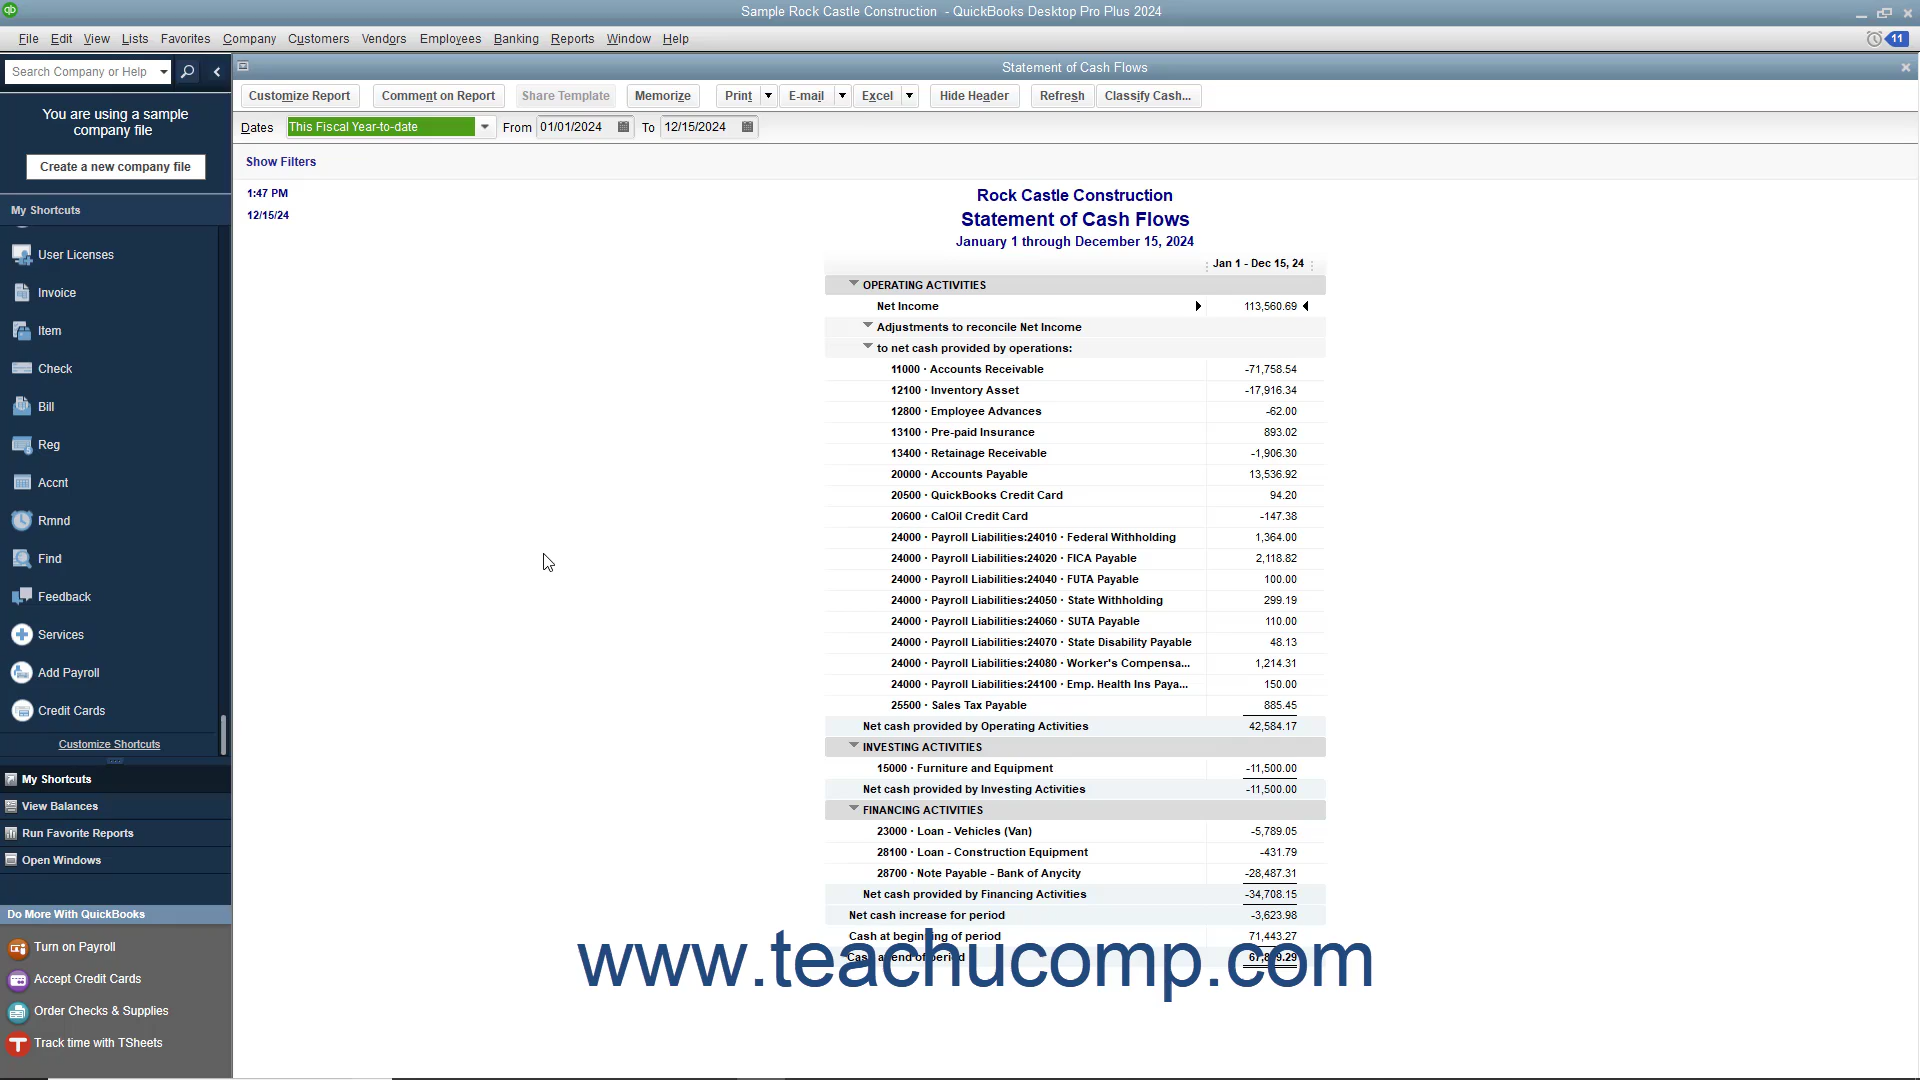 Sample Rock Castle Construction - QuickBooks Desktop Pro Plus 2024
File Edit View Lists Favorites Company Customers Vendors Employees Banking Reports Window Help
11
Search Company or Help
Statement of Cash Flows
You are using a sample
company file
Create a new company file
Customize Report Comment on Report Share Template Memorize Print E-mail Excel Hide Header Refresh Classify Cash...
Dates This Fiscal Year-to-date From 01/01/2024 To 12/15/2024
Show Filters
My Shortcuts
User Licenses
Invoice
Item
Check
Bill
Reg
Accnt
Rmnd
Find
Feedback
Services
Add Payroll
Credit Cards
Customize Shortcuts
My Shortcuts
View Balances
Run Favorite Reports
Open Windows
Do More With QuickBooks
Turn on Payroll
Accept Credit Cards
Order Checks & Supplies
Track time with TSheets
1:47 PM
12/15/24
Rock Castle Construction
Statement of Cash Flows
January 1 through December 15, 2024
Jan 1 - Dec 15, 24
OPERATING ACTIVITIES
Net Income 113,560.69
Adjustments to reconcile Net Income
to net cash provided by operations:
11000 · Accounts Receivable -71,758.54
12100 · Inventory Asset -17,916.34
12800 · Employee Advances -62.00
13100 · Pre-paid Insurance 893.02
13400 · Retainage Receivable -1,906.30
20000 · Accounts Payable 13,536.92
20500 · QuickBooks Credit Card 94.20
20600 · CalOil Credit Card -147.38
24000 · Payroll Liabilities:24010 · Federal Withholding 1,364.00
24000 · Payroll Liabilities:24020 · FICA Payable 2,118.82
24000 · Payroll Liabilities:24040 · FUTA Payable 100.00
24000 · Payroll Liabilities:24050 · State Withholding 299.19
24000 · Payroll Liabilities:24060 · SUTA Payable 110.00
24000 · Payroll Liabilities:24070 · State Disability Payable 48.13
24000 · Payroll Liabilities:24080 · Worker's Compensa... 1,214.31
24000 · Payroll Liabilities:24100 · Emp. Health Ins Paya... 150.00
25500 · Sales Tax Payable 885.45
Net cash provided by Operating Activities 42,584.17
INVESTING ACTIVITIES
15000 · Furniture and Equipment -11,500.00
Net cash provided by Investing Activities -11,500.00
FINANCING ACTIVITIES
23000 · Loan - Vehicles (Van) -5,789.05
28100 · Loan - Construction Equipment -431.79
28700 · Note Payable - Bank of Anycity -28,487.31
Net cash provided by Financing Activities -34,708.15
Net cash increase for period -3,623.98
Cash at beginning of period 71,443.27
Cash at end of period
www.teachucomp.com